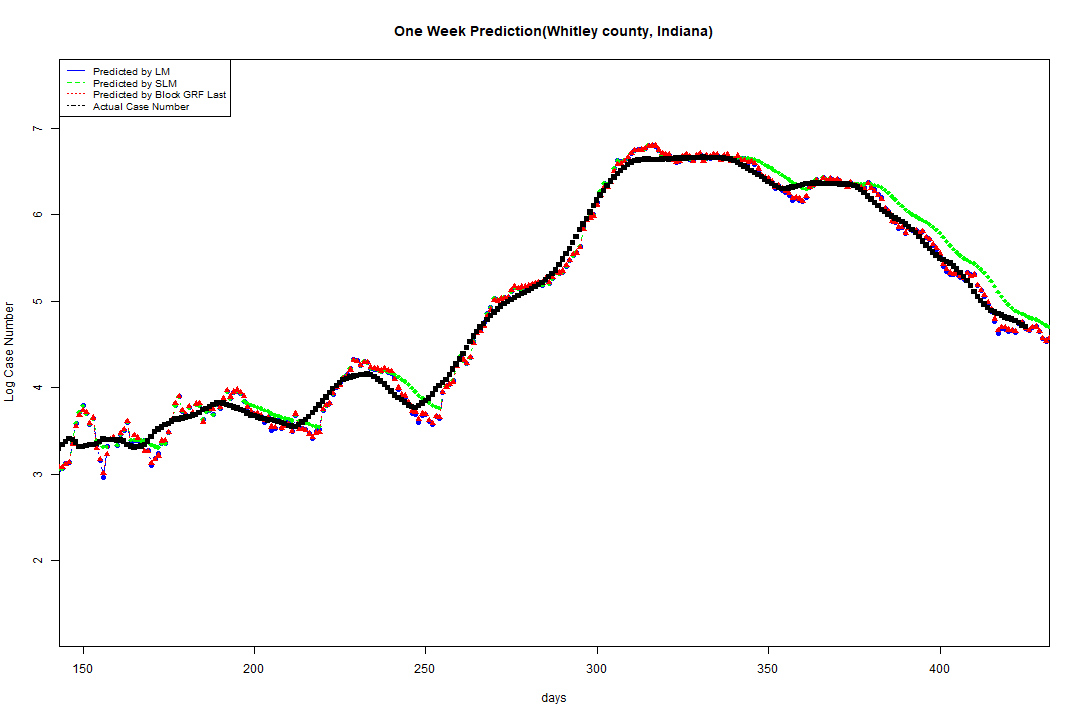 One Week Prediction(Whitley county, Indiana)
Predicted by LM
Predicted by SLM
Predicted by Block GRF Last
Actual Case Number
7
6
5
4
3
2
Log Case Number
150 200 250 300 350 400
days